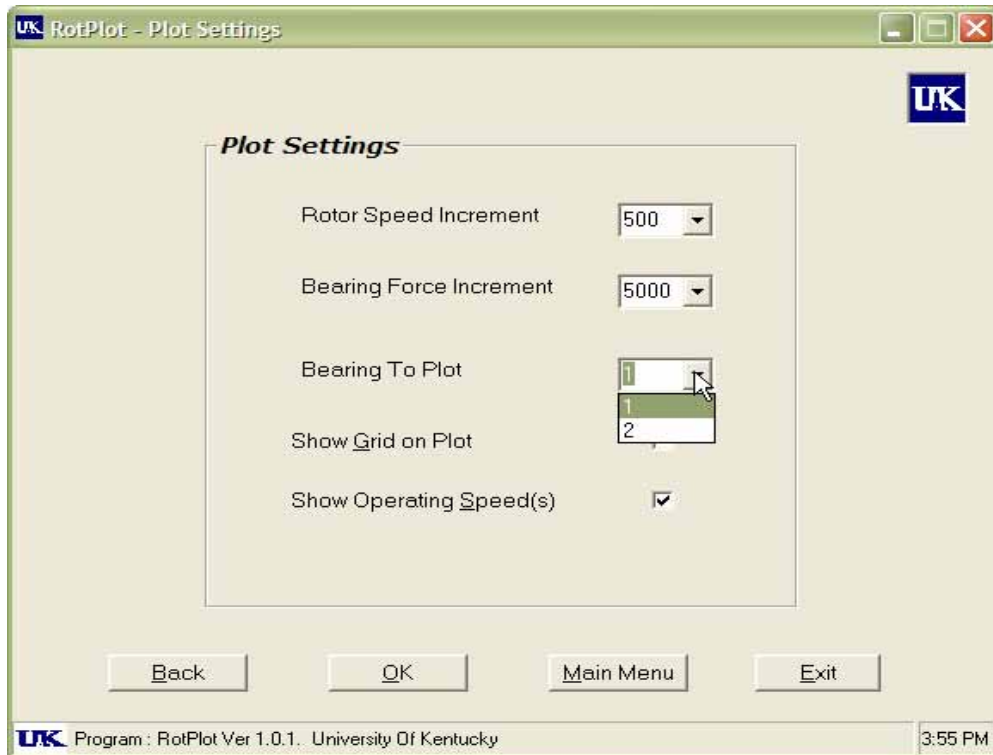 UK RotPlot - Plot Settings
UK
Plot Settings
Rotor Speed Increment 500
Bearing Force Increment 5000
Bearing To Plot 1
1
2
Show Grid on Plot
Show Operating Speed(s)
Back OK Main Menu Exit
UK Program : RotPlot Ver 1.0.1. University Of Kentucky 3:55 PM